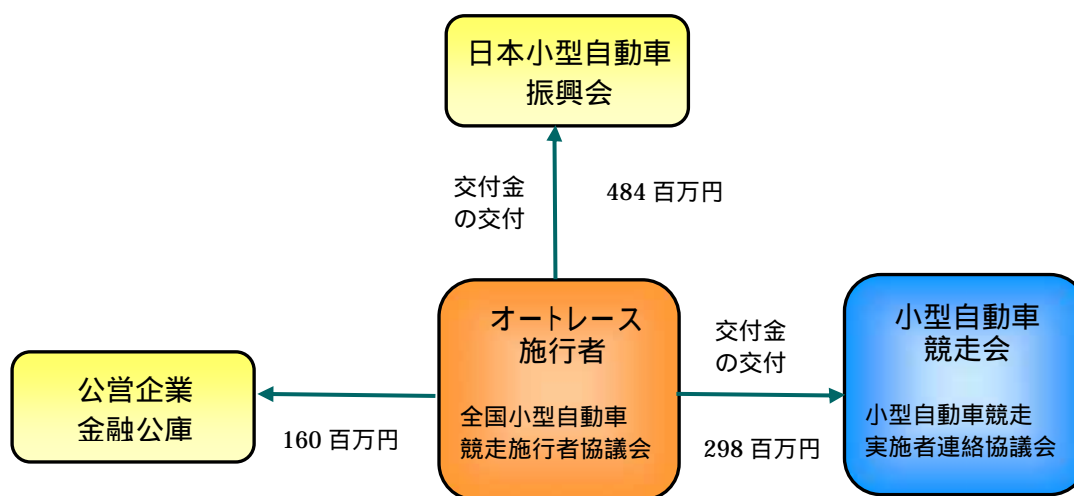 日本小型自動車
振興会
交付金
の交付
484 百万円
オートレース
施行者
全国小型自動車
競走施行者協議会
交付金
の交付
298 百万円
小型自動車
競走会
小型自動車競走
実施者連絡協議会
公営企業
金融公庫
160 百万円